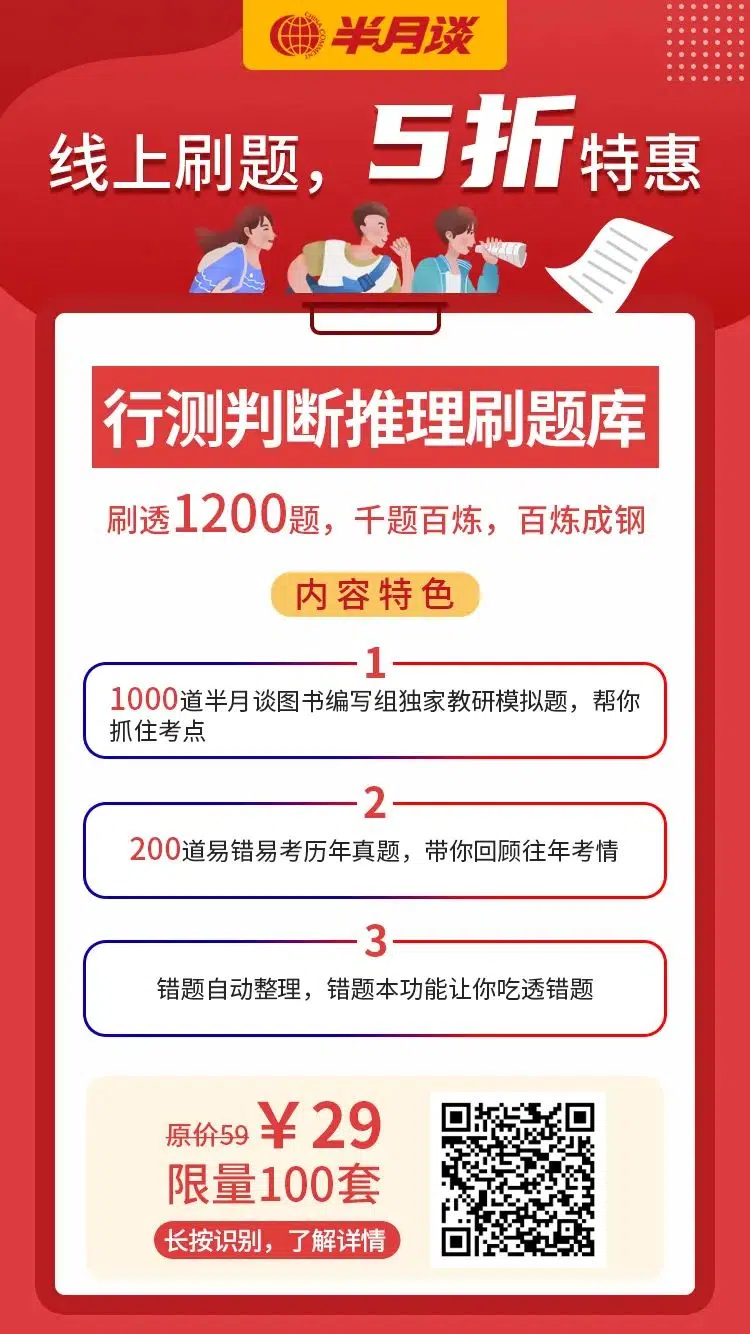 CHINA COMMENT
半月谈
线上刷题，5折特惠
行测判断推理刷题库
刷透1200题，千题百炼，百炼成钢
内容特色
1
1000道半月谈图书编写组独家教研模拟题，帮你
抓住考点
2
200道易错易考历年真题，带你回顾往年考情
3
错题自动整理，错题本功能让你吃透错题
原价59 ￥29
限量100套
长按识别，了解详情